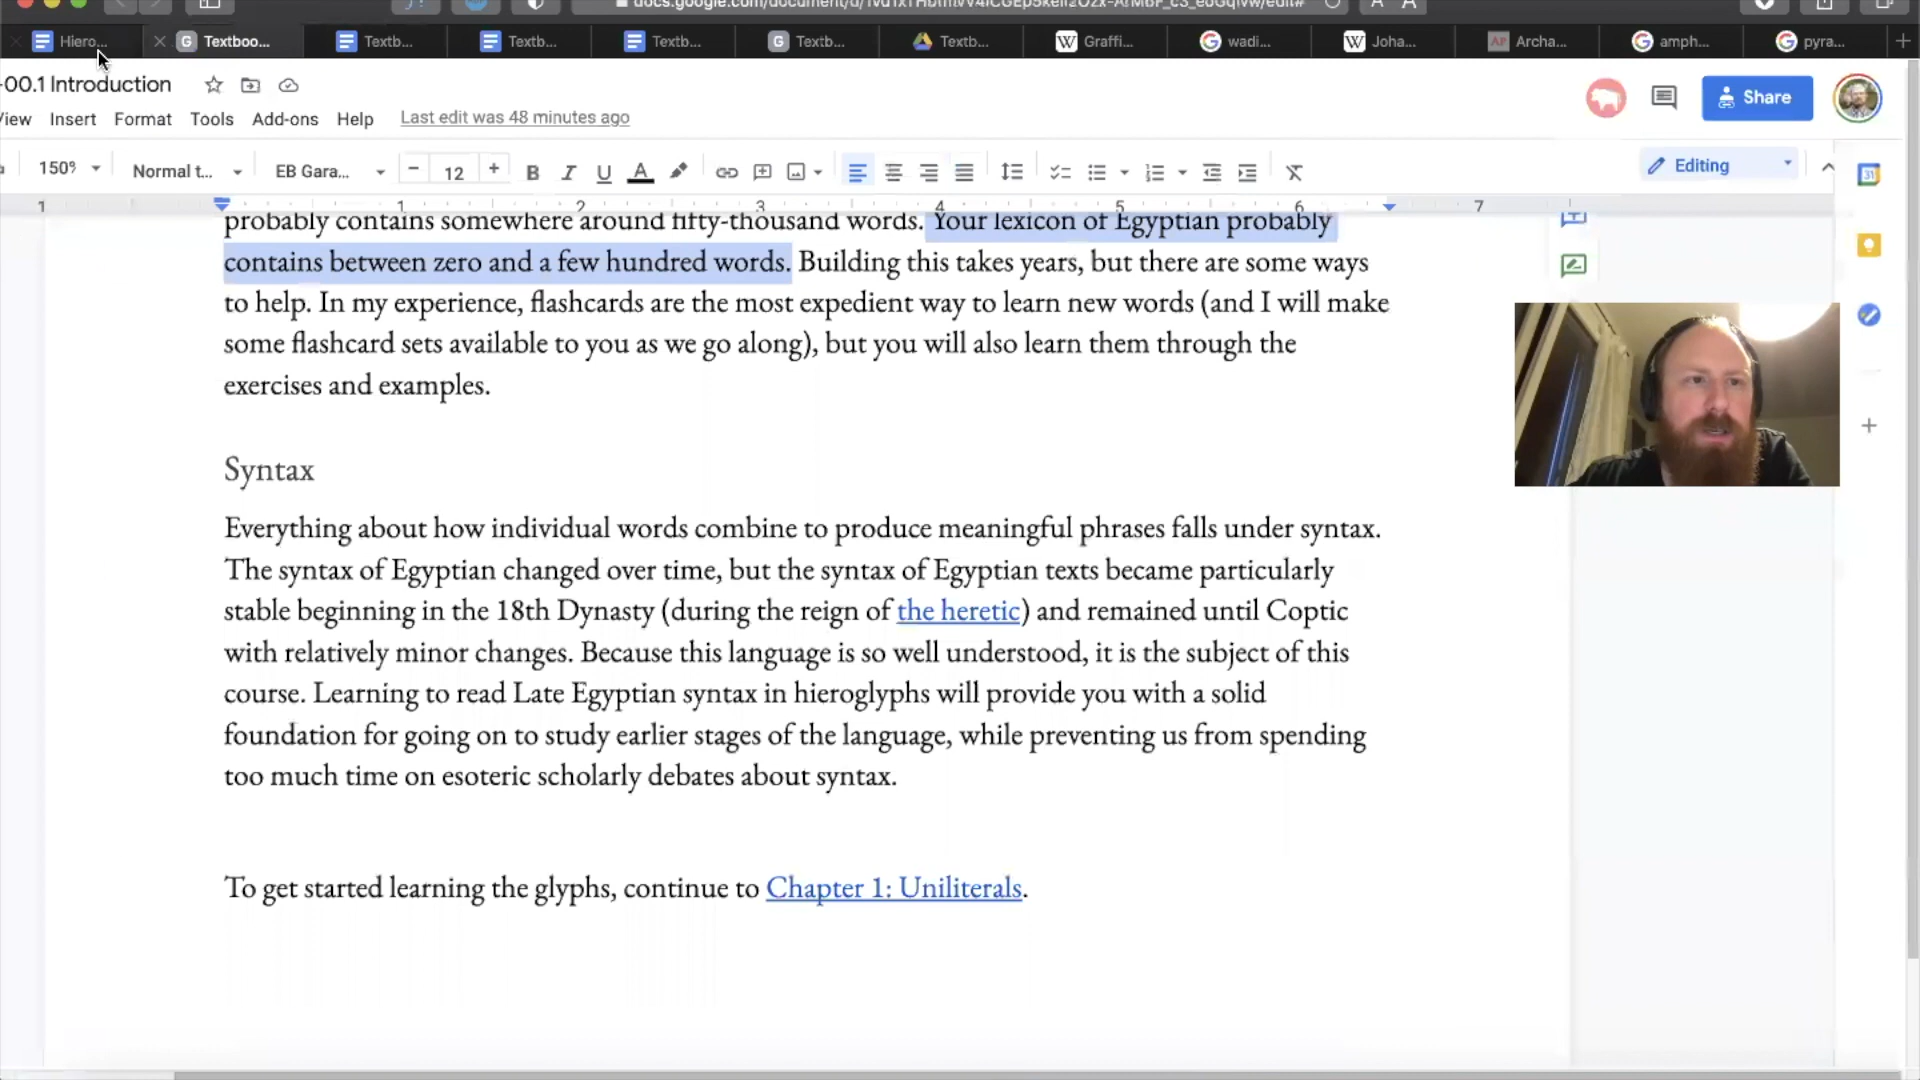 Hiero...
Textboo...
Textb...
Textb...
Textb...
Textb...
Textb...
Graffi...
wadi...
Joha...
Archa...
amph...
pyra...
-00.1 Introduction
Share
View Insert Format Tools Add-ons Help Last edit was 48 minutes ago
150% Normal t... EB Gara... 12 Editing
1 1 2 3 4 5 6 7
probably contains somewhere around fifty-thousand words. Your lexicon of Egyptian probably
contains between zero and a few hundred words. Building this takes years, but there are some ways
to help. In my experience, flashcards are the most expedient way to learn new words (and I will make
some flashcard sets available to you as we go along), but you will also learn them through the
exercises and examples.
Syntax
Everything about how individual words combine to produce meaningful phrases falls under syntax.
The syntax of Egyptian changed over time, but the syntax of Egyptian texts became particularly
stable beginning in the 18th Dynasty (during the reign of the heretic) and remained until Coptic
with relatively minor changes. Because this language is so well understood, it is the subject of this
course. Learning to read Late Egyptian syntax in hieroglyphs will provide you with a solid
foundation for going on to study earlier stages of the language, while preventing us from spending
too much time on esoteric scholarly debates about syntax.
To get started learning the glyphs, continue to Chapter 1: Uniliterals.